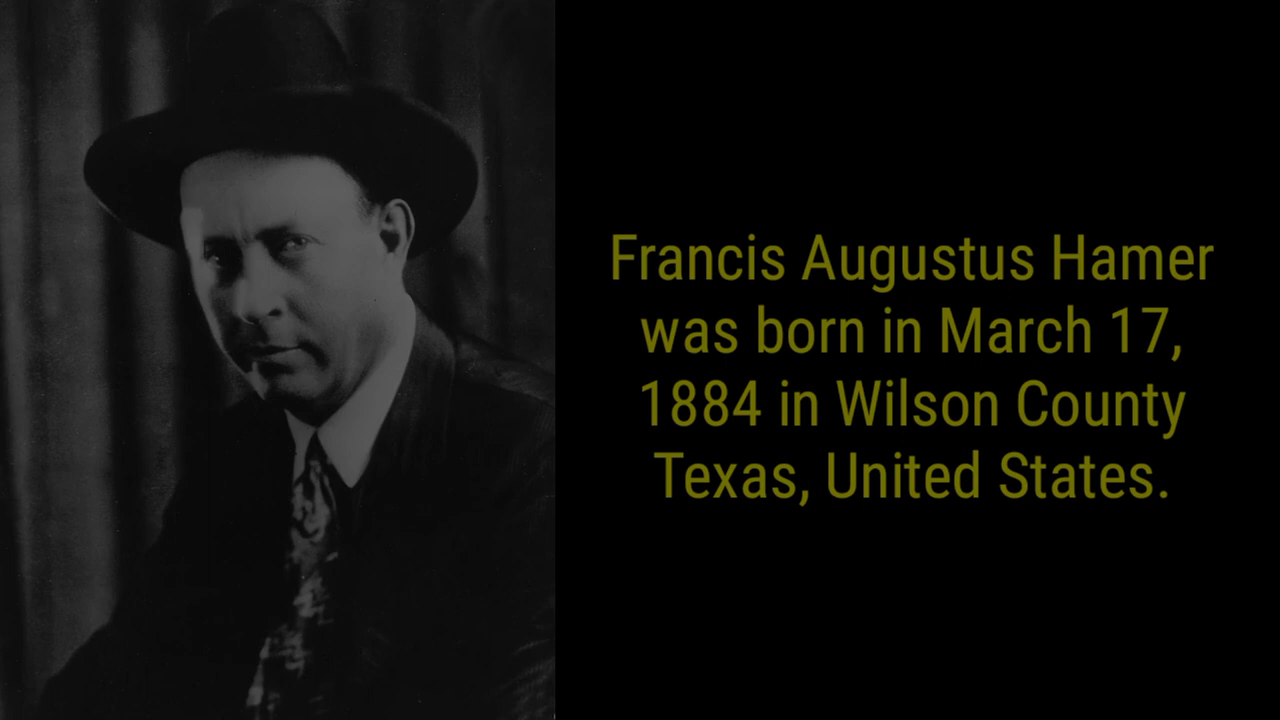 Francis Augustus Hamer
was born in March 17,
1884 in Wilson County
Texas, United States.